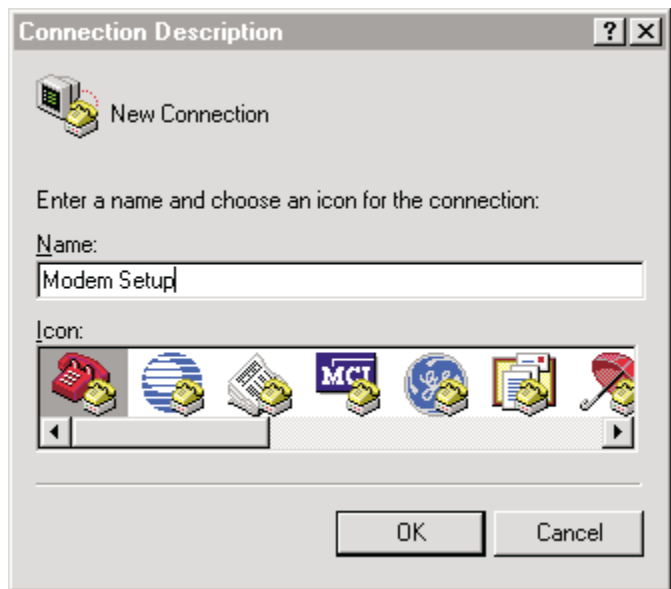 Connection Description
New Connection
Enter a name and choose an icon for the connection:
Name:
Modem Setup
Icon:
MCI
OK
Cancel